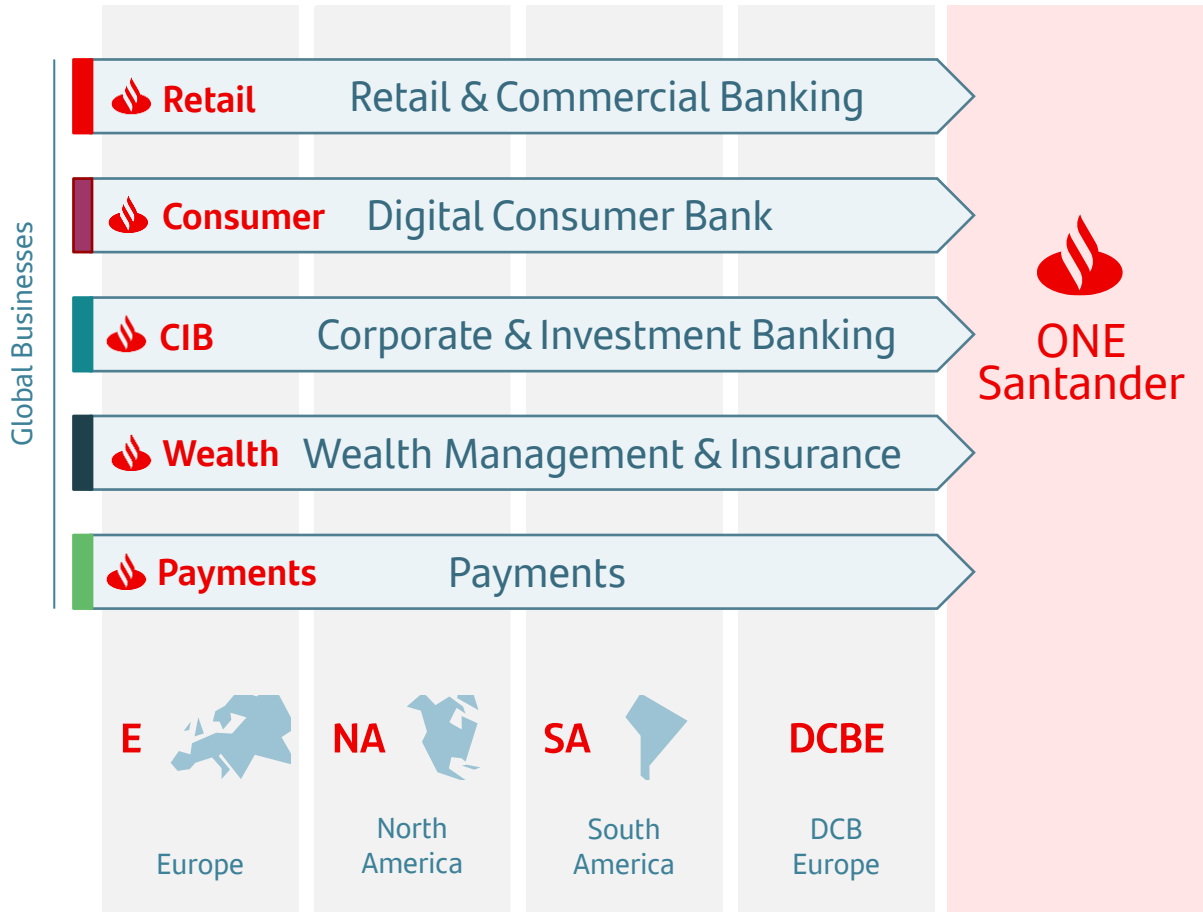 Global Businesses
Retail Retail & Commercial Banking
Consumer Digital Consumer Bank
CIB Corporate & Investment Banking
Wealth Wealth Management & Insurance
Payments Payments
ONE
Santander
E
Europe
NA
North
America
SA
South
America
DCBE
DCB
Europe